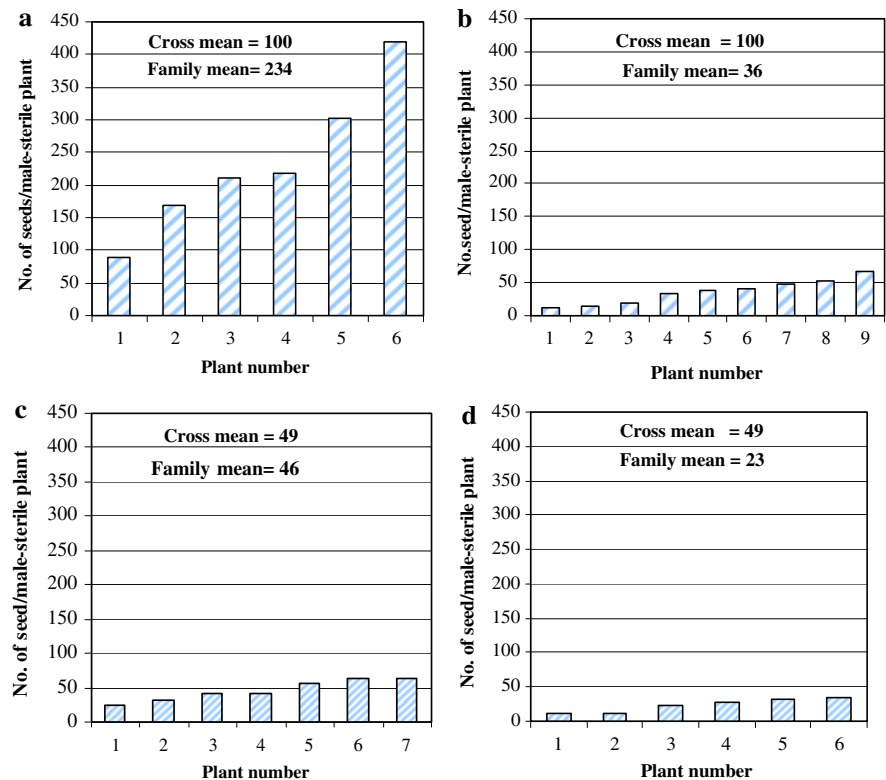 a
No. of seeds/male-sterile plant
450
400
350
300
250
200
150
100
50
0
Cross mean = 100
Family mean= 234
1 2 3 4 5 6
Plant number
b
No.seed/male-sterile plant
450
400
350
300
250
200
150
100
50
0
Cross mean = 100
Family mean= 36
1 2 3 4 5 6 7 8 9
Plant number
c
No. of seed/male-sterile plant
450
400
350
300
250
200
150
100
50
0
Cross mean = 49
Family mean= 46
1 2 3 4 5 6 7
Plant number
d
No. of seed/male-sterile plant
450
400
350
300
250
200
150
100
50
0
Cross mean = 49
Family mean = 23
1 2 3 4 5 6
Plant number